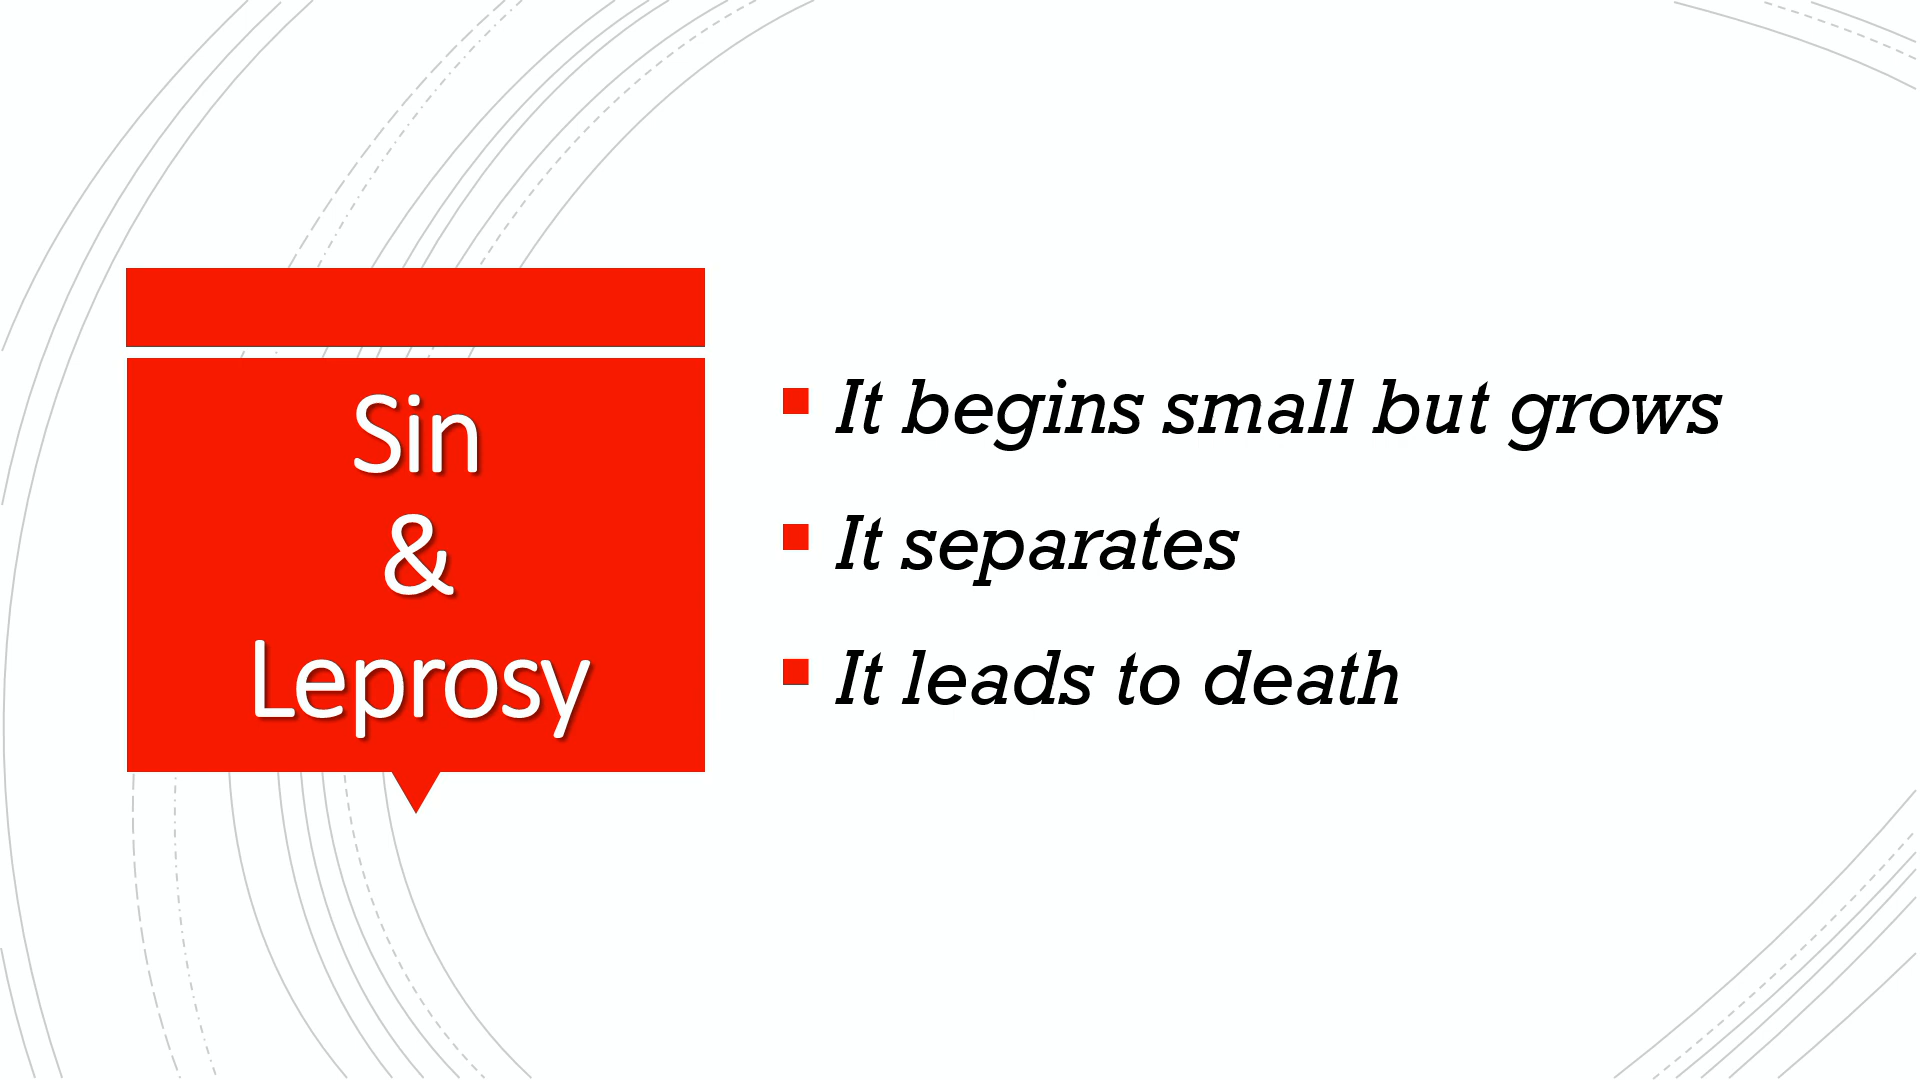 Sin
&
Leprosy
It begins small but grows
It separates
It leads to death